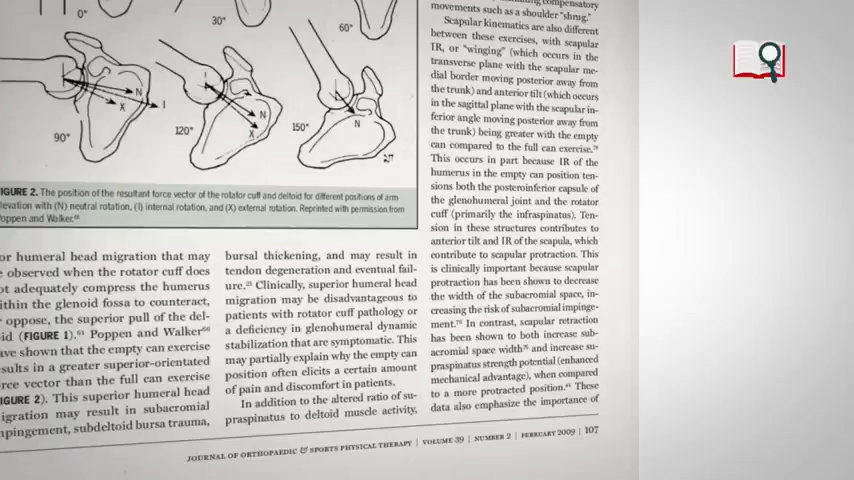 0°
30°
60°
N
X
I
90°
N
X
120°
N
150°
FIGURE 2. The position of the resultant force vector of the rotator cuff and deltoid for different positions of arm
elevation with (N) neutral rotation, (I) internal rotation, and (X) external rotation. Reprinted with permission from
Poppen and Walker.
or humeral head migration that may
observed when the rotator cuff does
ot adequately compress the humerus
ithin the glenoid fossa to counteract,
oppose, the superior pull of the del-
id (FIGURE 1). Poppen and Walker
ave shown that the empty can exercise
sults in a greater superior-oriented
rce vector than the full can exercise
IGURE 2). This superior humeral head
igration may result in subacromial
pingement, subdeltoid bursa trauma,
bursal thickening, and may result in
tendon degeneration and eventual fail-
ure. Clinically, superior humeral head
migration may be disadvantageous to
patients with rotator cuff pathology or
a deficiency in glenohumeral dynamic
stabilization that are symptomatic. This
may partially explain why the empty can
position often elicits a certain amount
of pain and discomfort in patients.
In addition to the altered ratio of su-
praspinatus to deltoid muscle activity,
compensatory
movements such as a shoulder "shrug."
Scapular kinematics are also different
between these exercises, with scapular
IR, or "winging" (which occurs in the
transverse plane with the scapular me-
dial border moving posterior away from
the trunk) and anterior tilt (which occurs
in the sagittal plane with the scapular in-
ferior angle moving posterior away from
the trunk) being greater with the empty
can compared to the full can exercise.
This occurs in part because IR of the
humerus in the empty can position ten-
sions both the posteroinferior capsule of
the glenohumeral joint and the rotator
cuff (primarily the infraspinatus). Ten-
sion in these structures contributes to
anterior tilt and IR of the scapula, which
contribute to scapular protraction. This
is clinically important because scapular
protraction has been shown to decrease
the width of the subacromial space, in-
creasing the risk of subacromial impinge-
ment. In contrast, scapular retraction
has been shown to both increase sub-
acromial space width and increase su-
praspinatus strength potential (enhanced
mechanical advantage), when compared
to a more protracted position. These
data also emphasize the importance of
JOURNAL OF ORTHOPAEDIC & SPORTS PHYSICAL THERAPY | VOLUME 39 | NUMBER 2 | FEBRUARY 2009 | 107